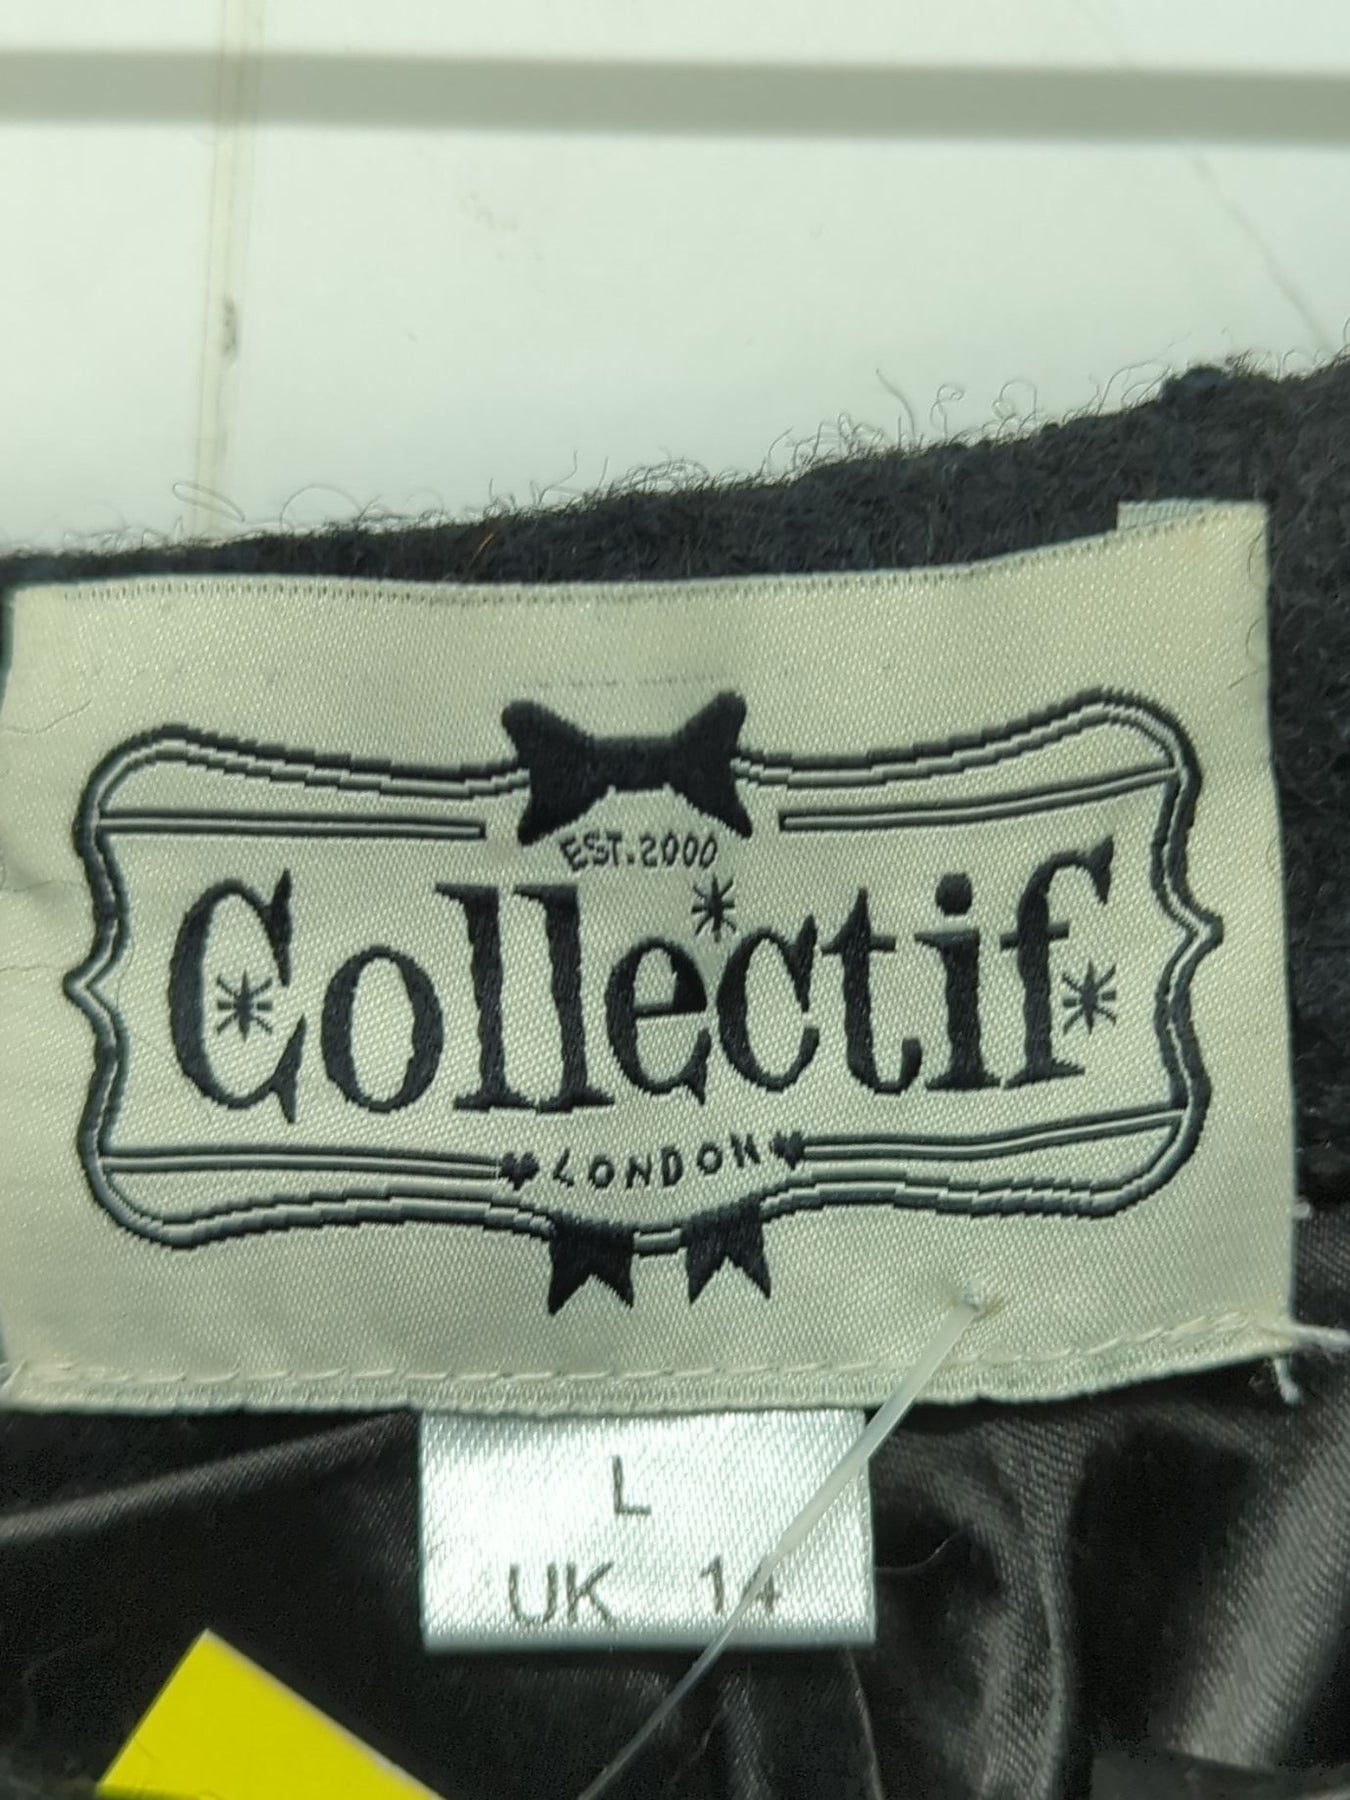 EST.2000
Collectif
LONDON
L
UK 14